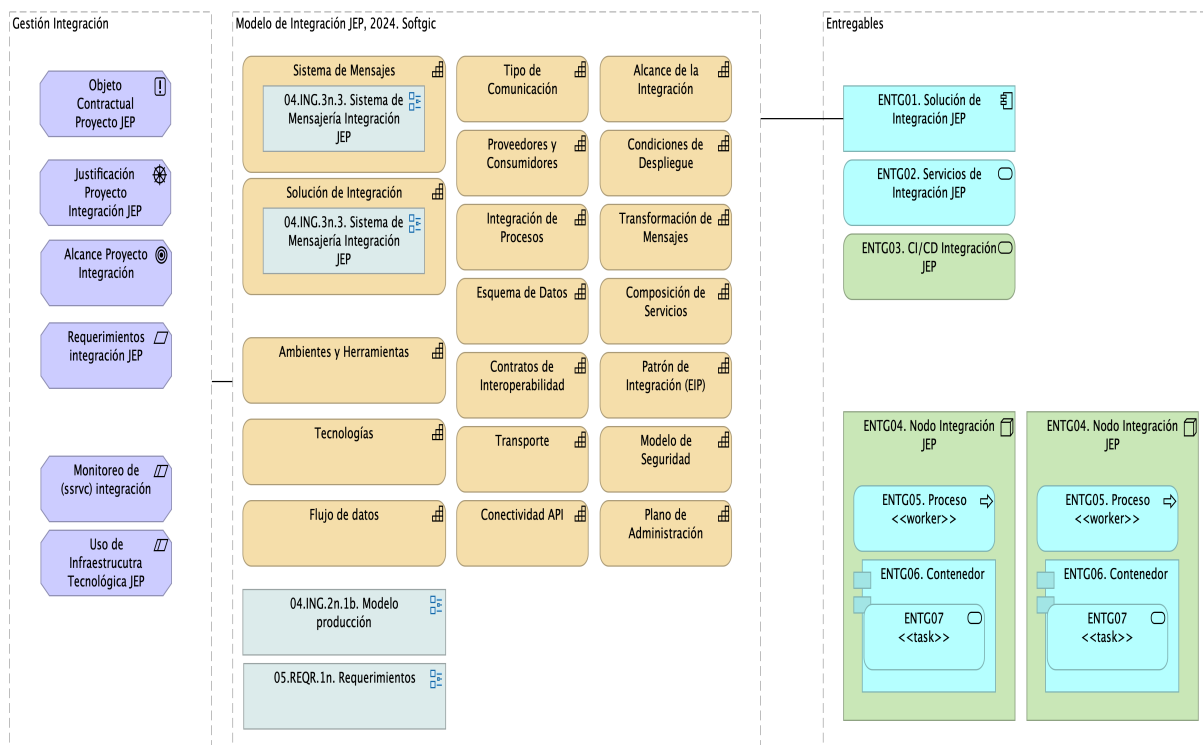 Gestión Integración
Objeto
Contractual
Proyecto JEP
Justificación
Proyecto
Integración JEP
Alcance Proyecto
Integración
Requerimientos
integración JEP
Monitoreo de
(ssrvc) integración
Uso de
Infraestrucutra
Tecnológica JEP
Modelo de Integración JEP, 2024. Softgic
Sistema de Mensajes
04.ING.3n.3. Sistema de
Mensajería Integración
JEP
Solución de Integración
04.ING.3n.3. Sistema de
Mensajería Integración
JEP
Ambientes y Herramientas
Tecnologías
Flujo de datos
04.ING.2n.1b. Modelo
producción
05.REQR.1n. Requerimientos
Tipo de
Comunicación
Proveedores y
Consumidores
Integración de
Procesos
Esquema de Datos
Contratos de
Interoperabilidad
Transporte
Conectividad API
Alcance de la
Integración
Condiciones de
Despliegue
Transformación de
Mensajes
Composición de
Servicios
Patrón de
Integración (EIP)
Modelo de
Seguridad
Plano de
Administración
Entregables
ENTG01. Solución de
Integración JEP
ENTG02. Servicios de
Integración JEP
ENTG03. CI/CD Integración
JEP
ENTG04. Nodo Integración
JEP
ENTG05. Proceso
<<worker>>
ENTG06. Contenedor
ENTG07
<<task>>
ENTG04. Nodo Integración
JEP
ENTG05. Proceso
<<worker>>
ENTG06. Contenedor
ENTG07
<<task>>